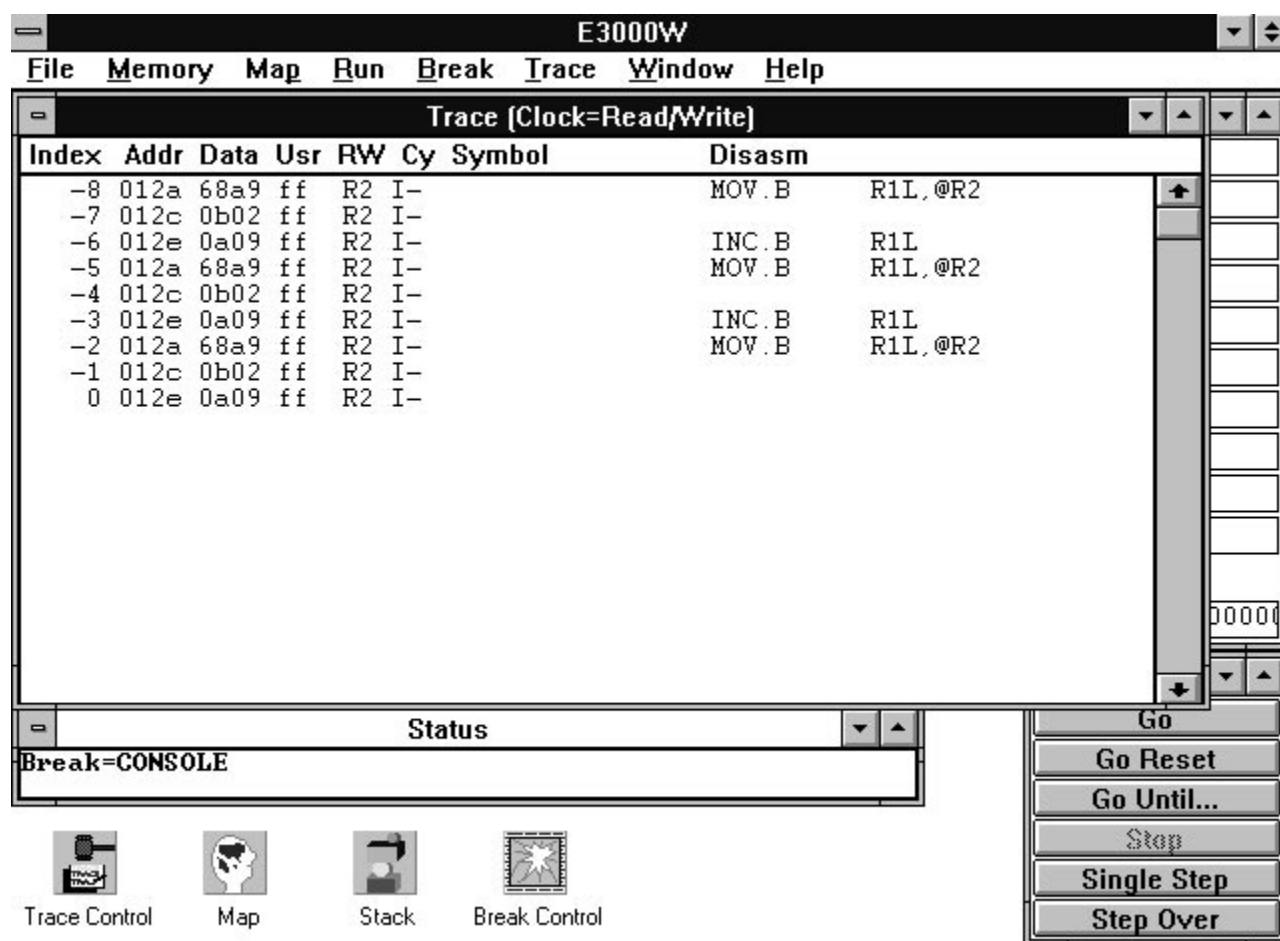 E3000W
File Memory Map Run Break Trace Window Help
Trace (Clock=Read/Write)
Index Addr Data Usr RW Cy Symbol Disasm
-8 012a 68a9 ff R2 I- MOV.B R1L,@R2
-7 012c 0b02 ff R2 I-
-6 012e 0a09 ff R2 I- INC.B R1L
-5 012a 68a9 ff R2 I- MOV.B R1L,@R2
-4 012c 0b02 ff R2 I-
-3 012e 0a09 ff R2 I- INC.B R1L
-2 012a 68a9 ff R2 I- MOV.B R1L,@R2
-1 012c 0b02 ff R2 I-
0 012e 0a09 ff R2 I-
Status
Break=CONSOLE
Go
Go Reset
Go Until...
Stop
Single Step
Step Over
Trace Control Map Stack Break Control